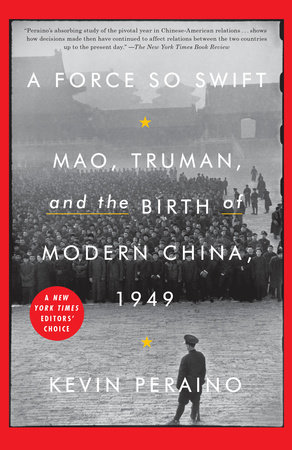 "Peraino's absorbing study of the pivotal year in Chinese-American relations . . . shows
how decisions made then have continued to affect relations between the two countries
up to the present day." —The New York Times Book Review
A FORCE SO SWIFT
MAO, TRUMAN,
and the BIRTH of
MODERN CHINA,
1949
A NEW
YORK TIMES
EDITORS'
CHOICE
KEVIN PERAINO